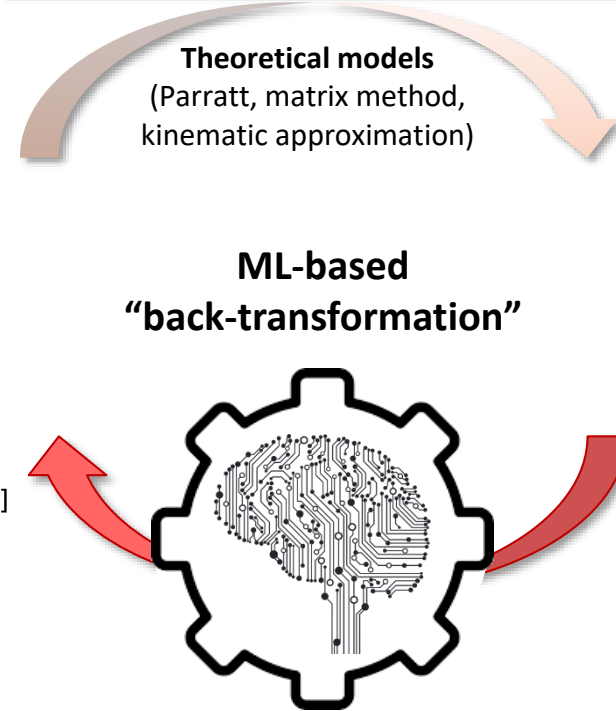 Theoretical models
(Parratt, matrix method,
kinematic approximation)
ML-based
“back-transformation”
]